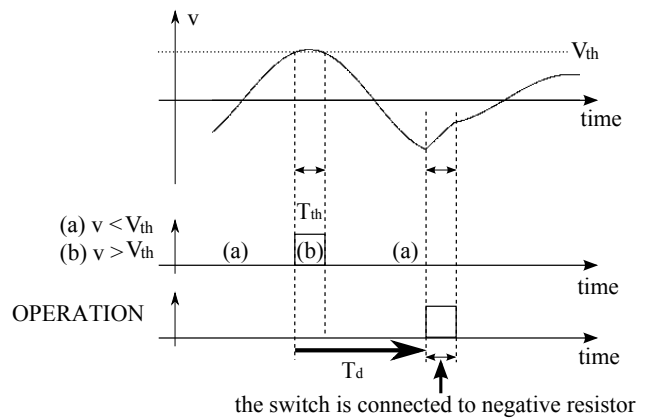 v
Vth
time
Tth
(a) v < Vth
(b) v > Vth
(a)
(b)
(a)
time
OPERATION
time
Td
the switch is connected to negative resistor